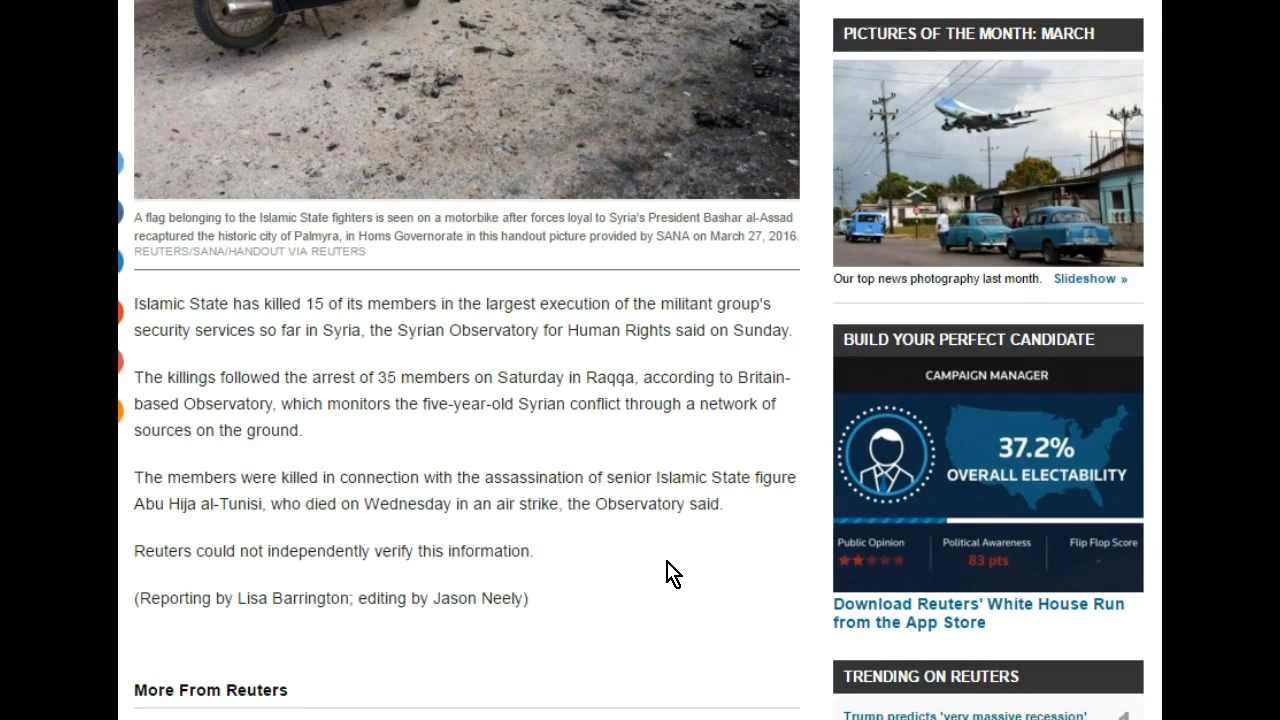 A flag belonging to the Islamic State fighters is seen on a motorbike after forces loyal to Syria's President Bashar al-Assad
recaptured the historic city of Palmyra, in Homs Governorate in this handout picture provided by SANA on March 27, 2016.
REUTERS/SANA/HANDOUT VIA REUTERS
Islamic State has killed 15 of its members in the largest execution of the militant group's
security services so far in Syria, the Syrian Observatory for Human Rights said on Sunday.
The killings followed the arrest of 35 members on Saturday in Raqqa, according to Britain-
based Observatory, which monitors the five-year-old Syrian conflict through a network of
sources on the ground.
The members were killed in connection with the assassination of senior Islamic State figure
Abu Hija al-Tunisi, who died on Wednesday in an air strike, the Observatory said.
Reuters could not independently verify this information.
(Reporting by Lisa Barrington; editing by Jason Neely)
More From Reuters
PICTURES OF THE MONTH: MARCH
Our top news photography last month. Slideshow »
BUILD YOUR PERFECT CANDIDATE
CAMPAIGN MANAGER
37.2%
OVERALL ELECTABILITY
Public Opinion Political Awareness Flip Flop Score
83 pts -
Download Reuters' White House Run
from the App Store
TRENDING ON REUTERS
Trump predicts 'very massive recession' 1